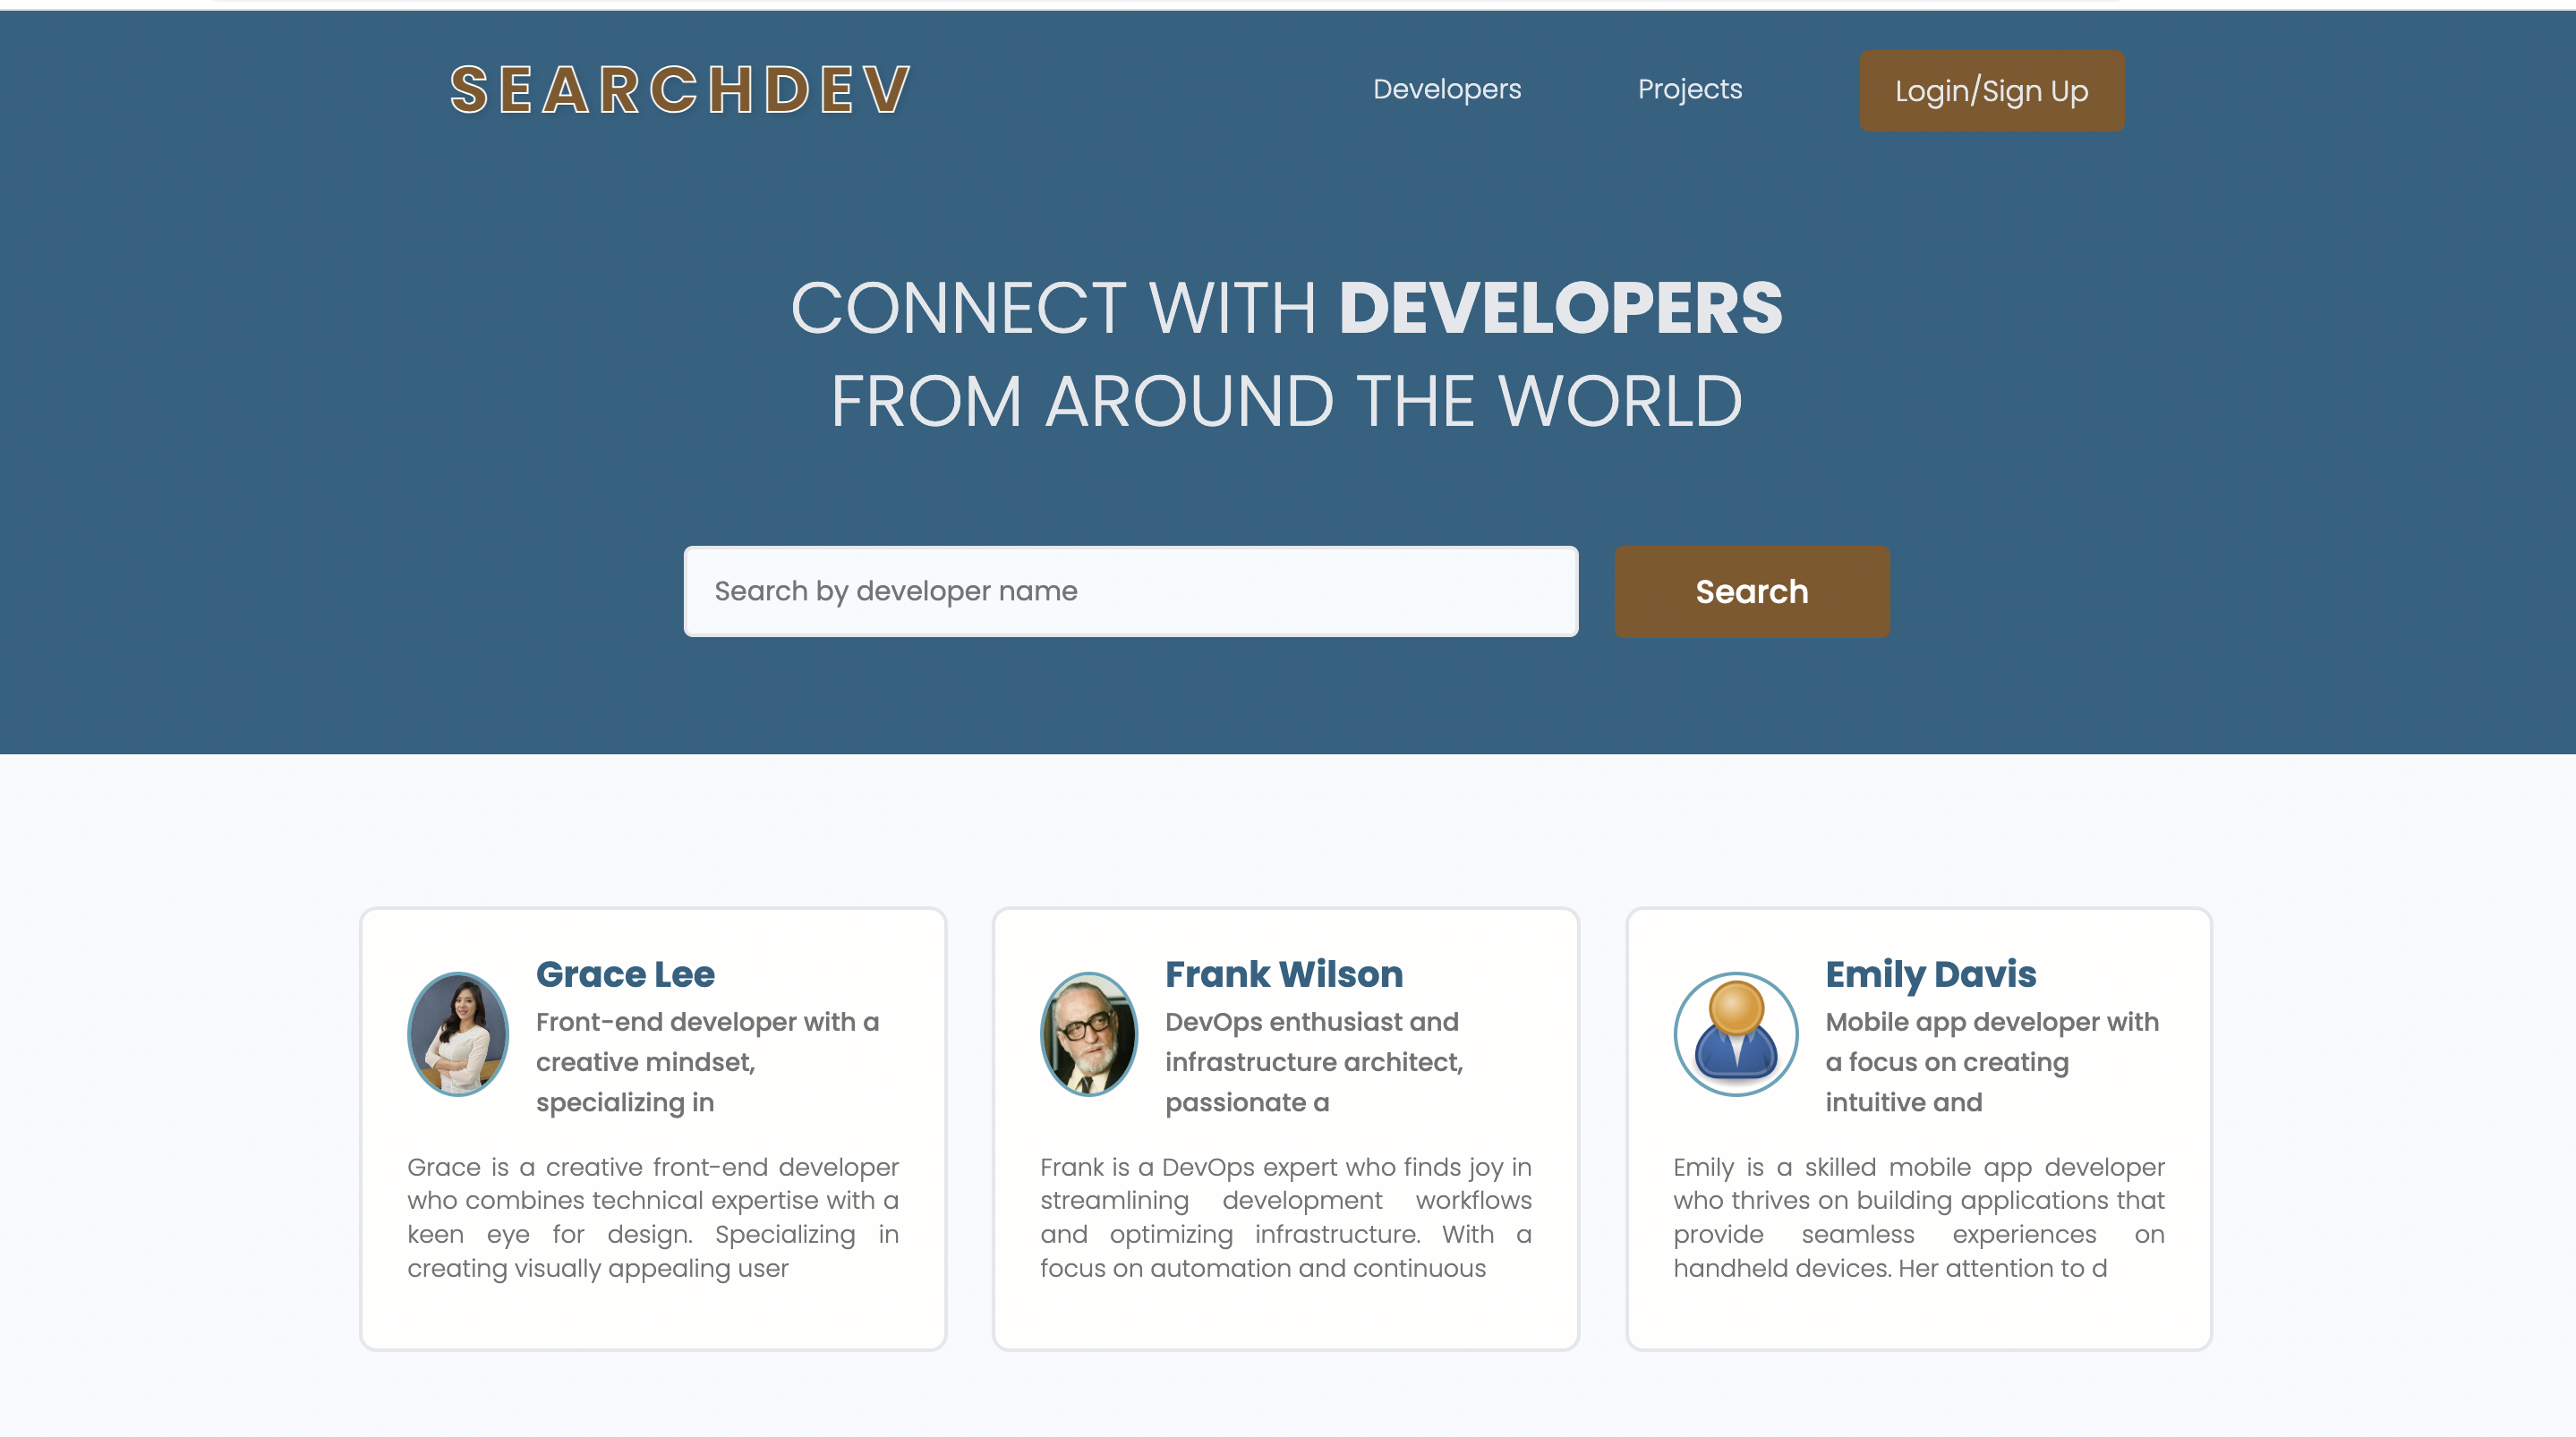 SEARCHDEV
Developers
Projects
Login/Sign Up
CONNECT WITH DEVELOPERS
FROM AROUND THE WORLD
Search by developer name
Search
Grace Lee
Front-end developer with a
creative mindset,
specializing in
Grace is a creative front-end developer
who combines technical expertise with a
keen eye for design. Specializing in
creating visually appealing user
Frank Wilson
DevOps enthusiast and
infrastructure architect,
passionate a
Frank is a DevOps expert who finds joy in
streamlining development workflows
and optimizing infrastructure. With a
focus on automation and continuous
Emily Davis
Mobile app developer with
a focus on creating
intuitive and
Emily is a skilled mobile app developer
who thrives on building applications that
provide seamless experiences on
handheld devices. Her attention to d